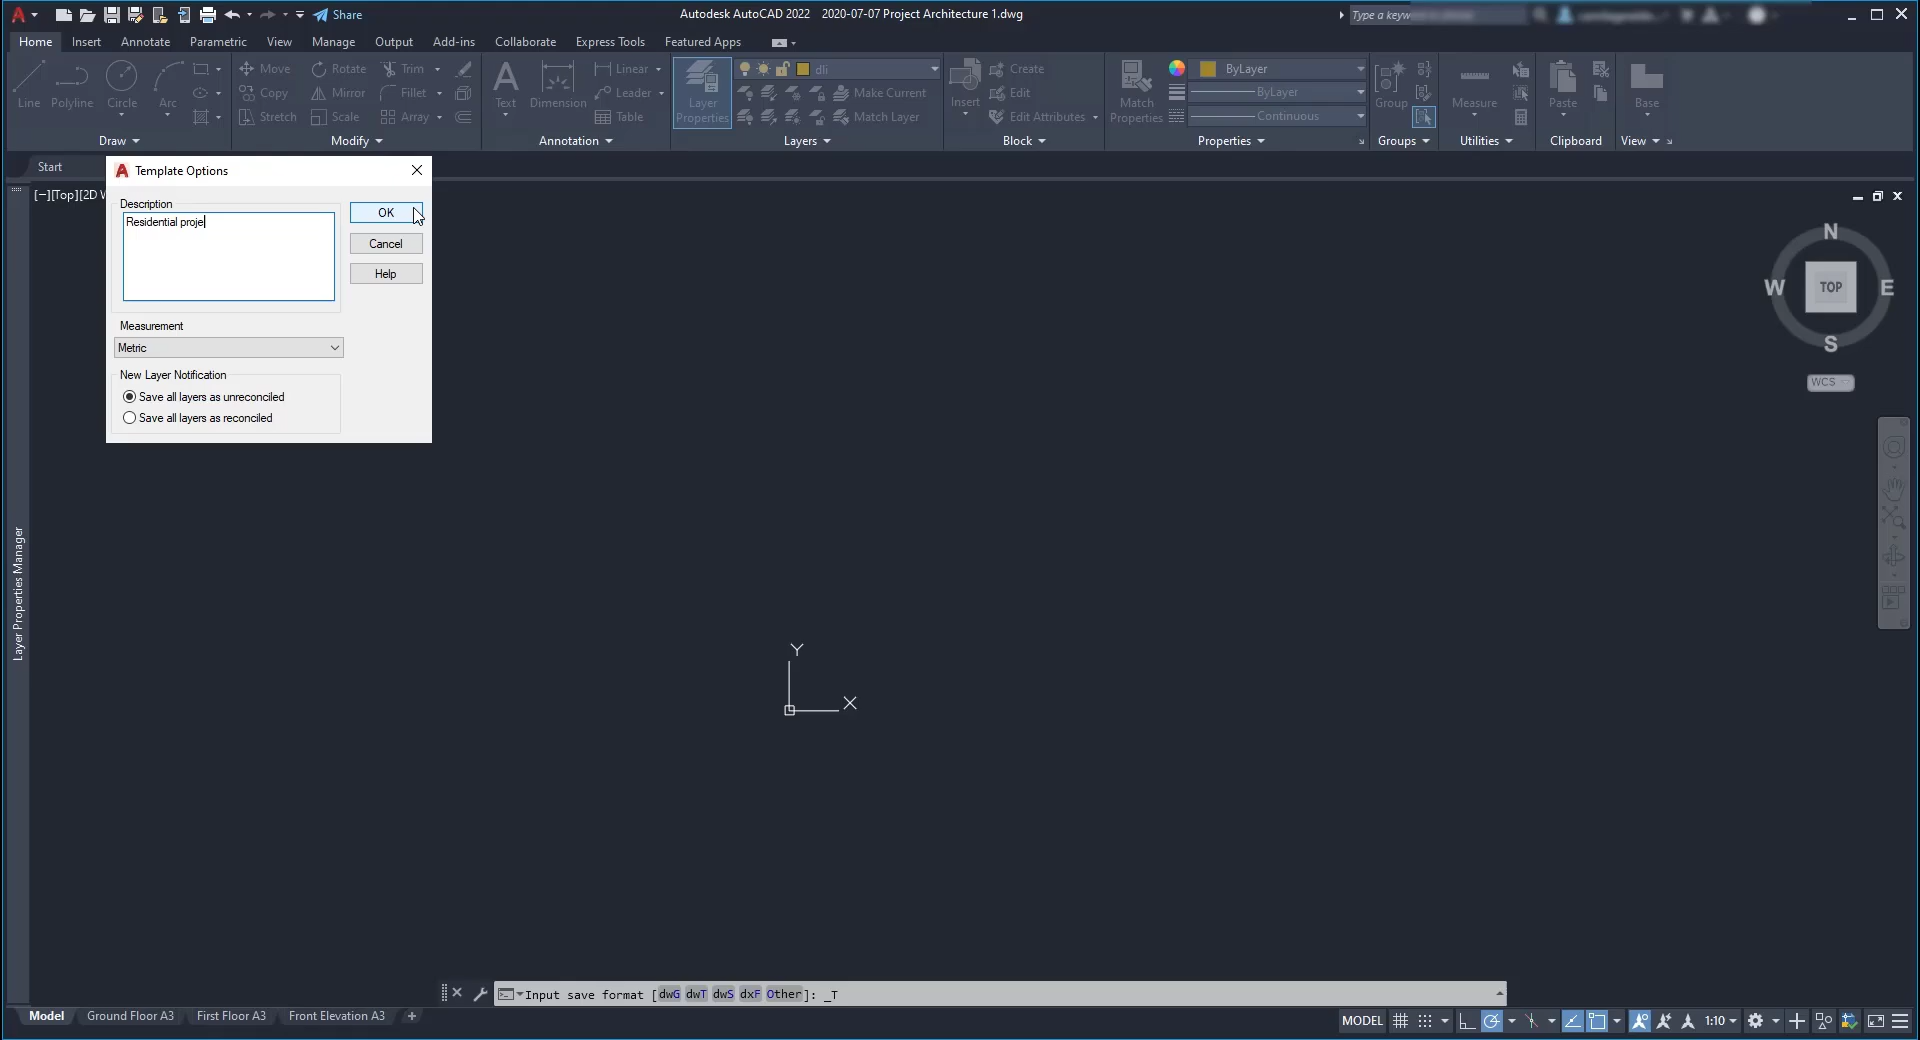 Share
Autodesk AutoCAD 2022 2020-07-07 Project Architecture 1.dwg
Home Insert Annotate Parametric View Manage Output Add-ins Collaborate Express Tools Featured Apps
Line Polyline Circle Arc
Draw
Move Rotate Trim
Copy Mirror Fillet
Stretch Scale Array
Modify
Text Dimension
Linear
Leader
Table
Annotation
Layer
Properties
dli
Make Current
Match Layer
Layers
Insert
Create
Edit
Edit Attributes
Block
Match
Properties
ByLayer
ByLayer
Continuous
Properties
Group
Groups
Measure
Utilities
Paste
Clipboard
Base
View
Start
[−][Top][2D
Template Options
Description
Residential proje
OK
Cancel
Help
Measurement
Metric
New Layer Notification
Save all layers as unreconciled
Save all layers as reconciled
N
W TOP E
S
WCS
Layer Properties Manager
Y
X
Input save format [dwG dwT dwS dxF Other]: _T
Model Ground Floor A3 First Floor A3 Front Elevation A3 +
MODEL 1:10